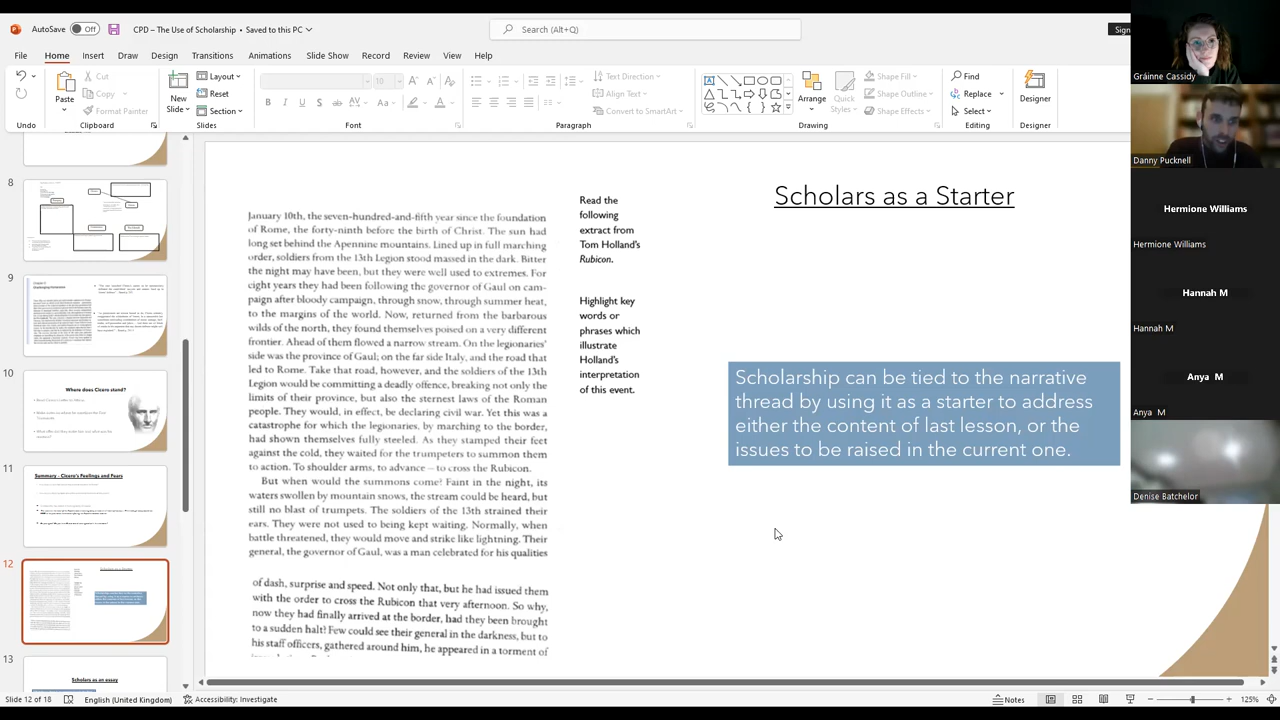 AutoSave
Off
CPD – The Use of Scholarship • Saved to this PC
Search (Alt+Q)
Sign
File
Home
Insert
Draw
Design
Transitions
Animations
Slide Show
Record
Review
View
Help
Cut
Copy
Format Painter
Paste
New
Slide
Layout
Reset
Section
10
Text Direction
Align Text
Convert to SmartArt
Arrange
Quick
Styles
Shape Fill
Shape Outline
Shape Effects
Find
Replace
Select
Designer
Undo
Clipboard
Slides
Font
Paragraph
Drawing
Editing
Designer
Gráinne Cassidy
Danny Pucknell
Hermione Williams
Hermione Williams
Hannah M
Hannah M
Anya M
Anya M
Denise Batchelor
8
9
10
Where does Cicero stand?
11
Summary - Cicero's Feelings and Fears
12
13
Scholars as an essay
January 10th, the seven-hundred-and-fifth year since the foundation
of Rome, the forty-ninth before the birth of Christ. The sun had
long set behind the Apennine mountains. Lined up in full marching
order, soldiers from the 13th Legion stood massed in the dark. Bitter
the night may have been, but they were well used to extremes. For
eight years they had been following the governor of Gaul on cam-
paign after bloody campaign, through snow, through summer heat,
to the margins of the world. Now, returned from the barbarous
wilds of the north, they found themselves poised on a very different
frontier. Ahead of them flowed a narrow stream. On the legionaries'
side was the province of Gaul; on the far side Italy, and the road that
led to Rome. Take that road, however, and the soldiers of the 13th
Legion would be committing a deadly offence, breaking not only the
limits of their province, but also the sternest laws of the Roman
people. They would, in effect, be declaring civil war. Yet this was a
catastrophe for which the legionaries, by marching to the border,
had shown themselves fully steeled. As they stamped their feet
against the cold, they waited for the trumpeters to summon them
to action. To shoulder arms, to advance – to cross the Rubicon.
But when would the summons come? Faint in the night, its
waters swollen by mountain snows, the stream could be heard, but
still no blast of trumpets. The soldiers of the 13th strained their
ears. They were not used to being kept waiting. Normally, when
battle threatened, they would move and strike like lightning. Their
general, the governor of Gaul, was a man celebrated for his qualities
of dash, surprise and speed. Not only that, but he had issued them
with the order to cross the Rubicon that very afternoon. So why,
now they had finally arrived at the border, had they been brought
to a sudden halt? Few could see their general in the darkness, but to
his staff officers, gathered around him, he appeared in a torment of
Read the
following
extract from
Tom Holland's
Rubicon.
Highlight key
words or
phrases which
illustrate
Holland's
interpretation
of this event.
Scholars as a Starter
Scholarship can be tied to the narrative
thread by using it as a starter to address
either the content of last lesson, or the
issues to be raised in the current one.
Slide 12 of 18
English (United Kingdom)
Accessibility: Investigate
Notes
125%